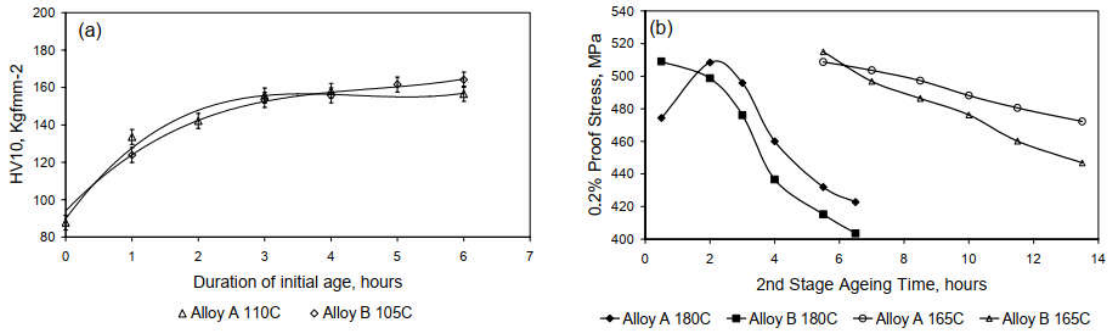 (a)
HV10, Kgfmm-2
200
180
160
140
120
100
80
0 1 2 3 4 5 6 7
Duration of initial age, hours
Alloy A 110C Alloy B 105C
(b)
0.2% Proof Stress, MPa
540
520
500
480
460
440
420
400
0 2 4 6 8 10 12 14
2nd Stage Ageing Time, hours
Alloy A 180C Alloy B 180C Alloy A 165C Alloy B 165C